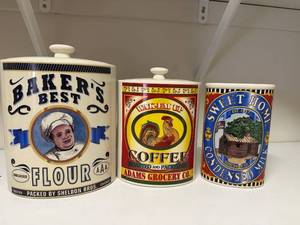 BAKER'S
BEST
FLOUR
PACKED BY SHELDON BROS.
COFFEE
ADAMS GROCERY CO.
SWEET HOME
CONDENSED MILK